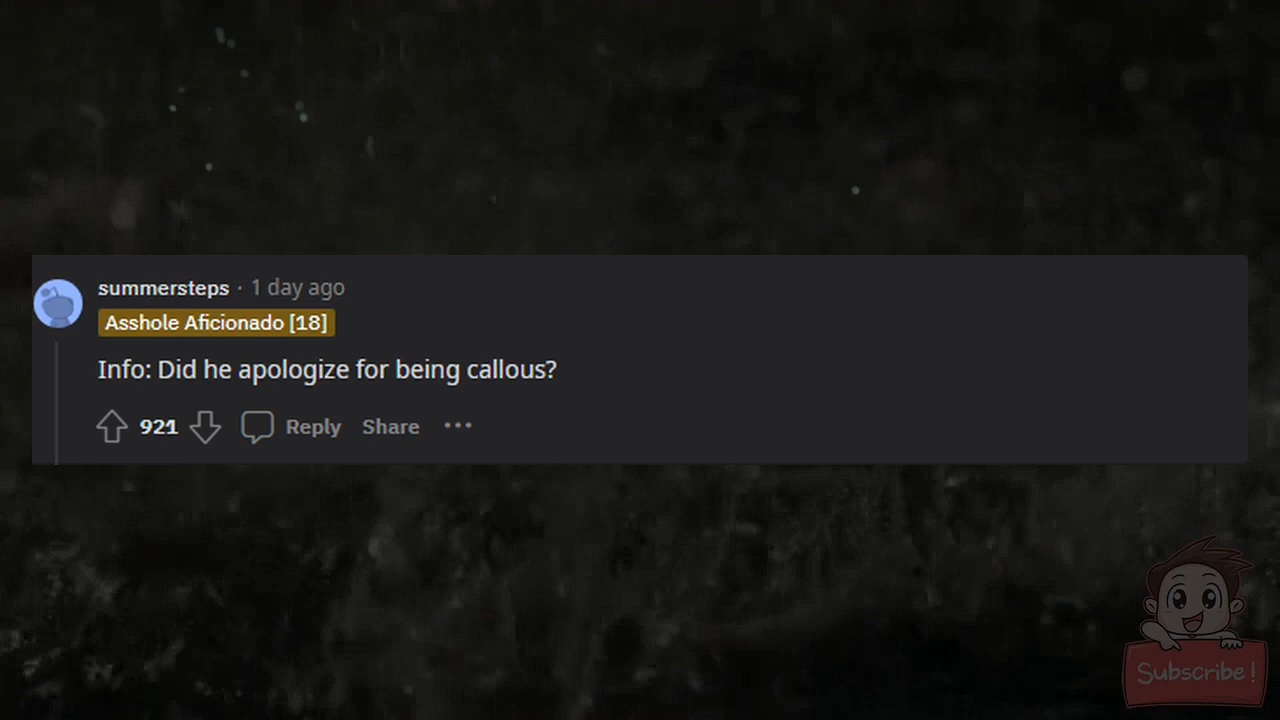 summersteps · 1 day ago
Asshole Aficionado [18]
Info: Did he apologize for being callous?
921 Reply Share ···
Subscribe!